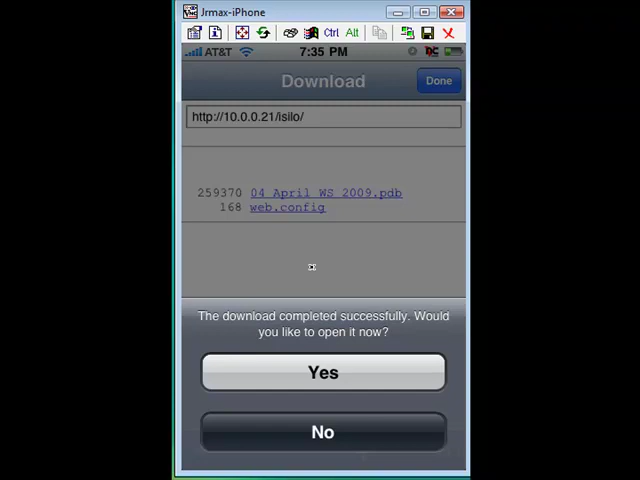 Jrmax-iPhone
Ctrl Alt
AT&T 7:35 PM
Download
Done
http://10.0.0.21/isilo/
259370 04 April WS 2009.pdb
168 web.config
The download completed successfully. Would
you like to open it now?
Yes
No